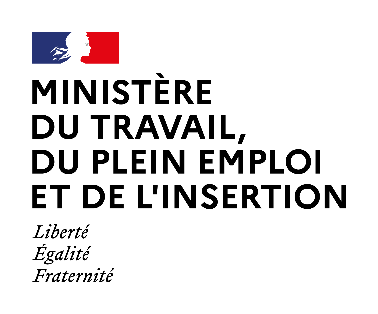 MINISTÈRE
DU TRAVAIL,
DU PLEIN EMPLOI
ET DE L'INSERTION
Liberté
Égalité
Fraternité